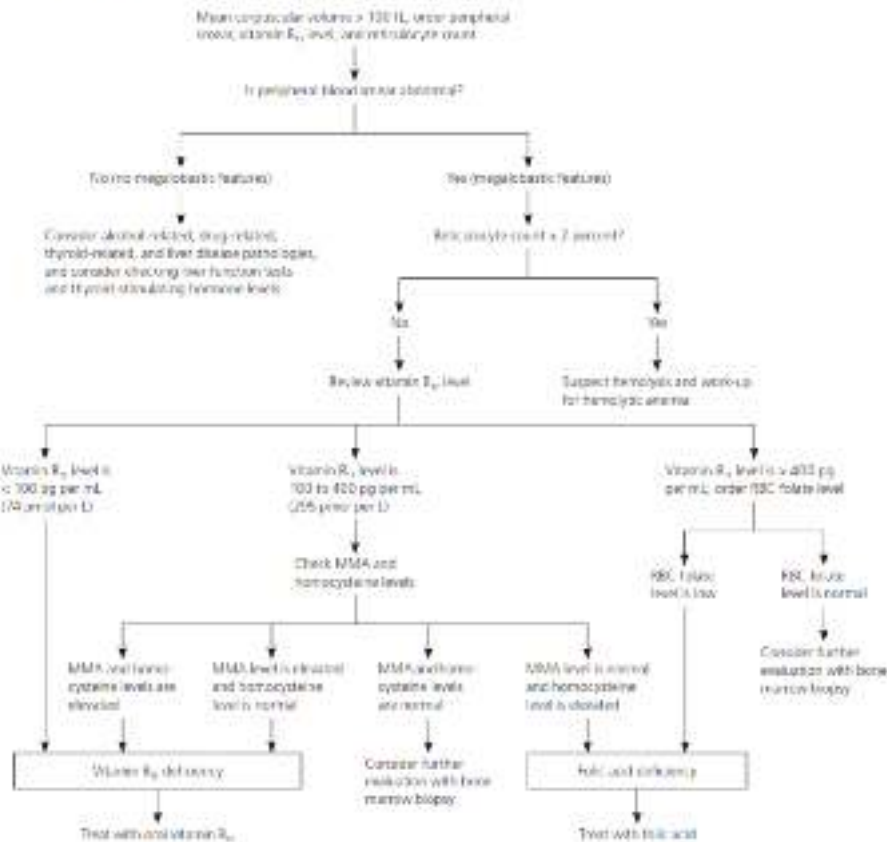 Mean corpuscular volume > 100 fL, order peripheral
smear, vitamin B₁₂ level, and reticulocyte count
Is peripheral blood smear abnormal?
No (no megaloblastic features)
Yes (megaloblastic features)
Consider alcohol-related, drug-related,
thyroid-related, and liver disease pathologies,
and consider checking liver function tests
and thyroid-stimulating hormone levels
Reticulocyte count 2 percent?
No
Yes
Review vitamin B₁₂ level
Suspect hemolysis and work-up
for hemolytic anemia
Vitamin B₁₂ level is
< 100 pg per mL
(74 pmol per L)
Vitamin B₁₂ level is
100 to 400 pg per mL
(295 pmol per L)
Vitamin B₁₂ level is > 400 pg
per mL; order RBC folate level
Check MMA and
homocysteine levels
RBC folate
level is low
RBC folate
level is normal
Consider further
evaluation with bone
marrow biopsy
MMA and homo-
cysteine levels are
elevated
MMA level is elevated
and homocysteine
level is normal
MMA and homo-
cysteine levels
are normal
MMA level is normal
and homocysteine
level is elevated
Vitamin B₁₂ deficiency
Consider further
evaluation with bone
marrow biopsy
Folic acid deficiency
Treat with oral vitamin B₁₂
Treat with folic acid